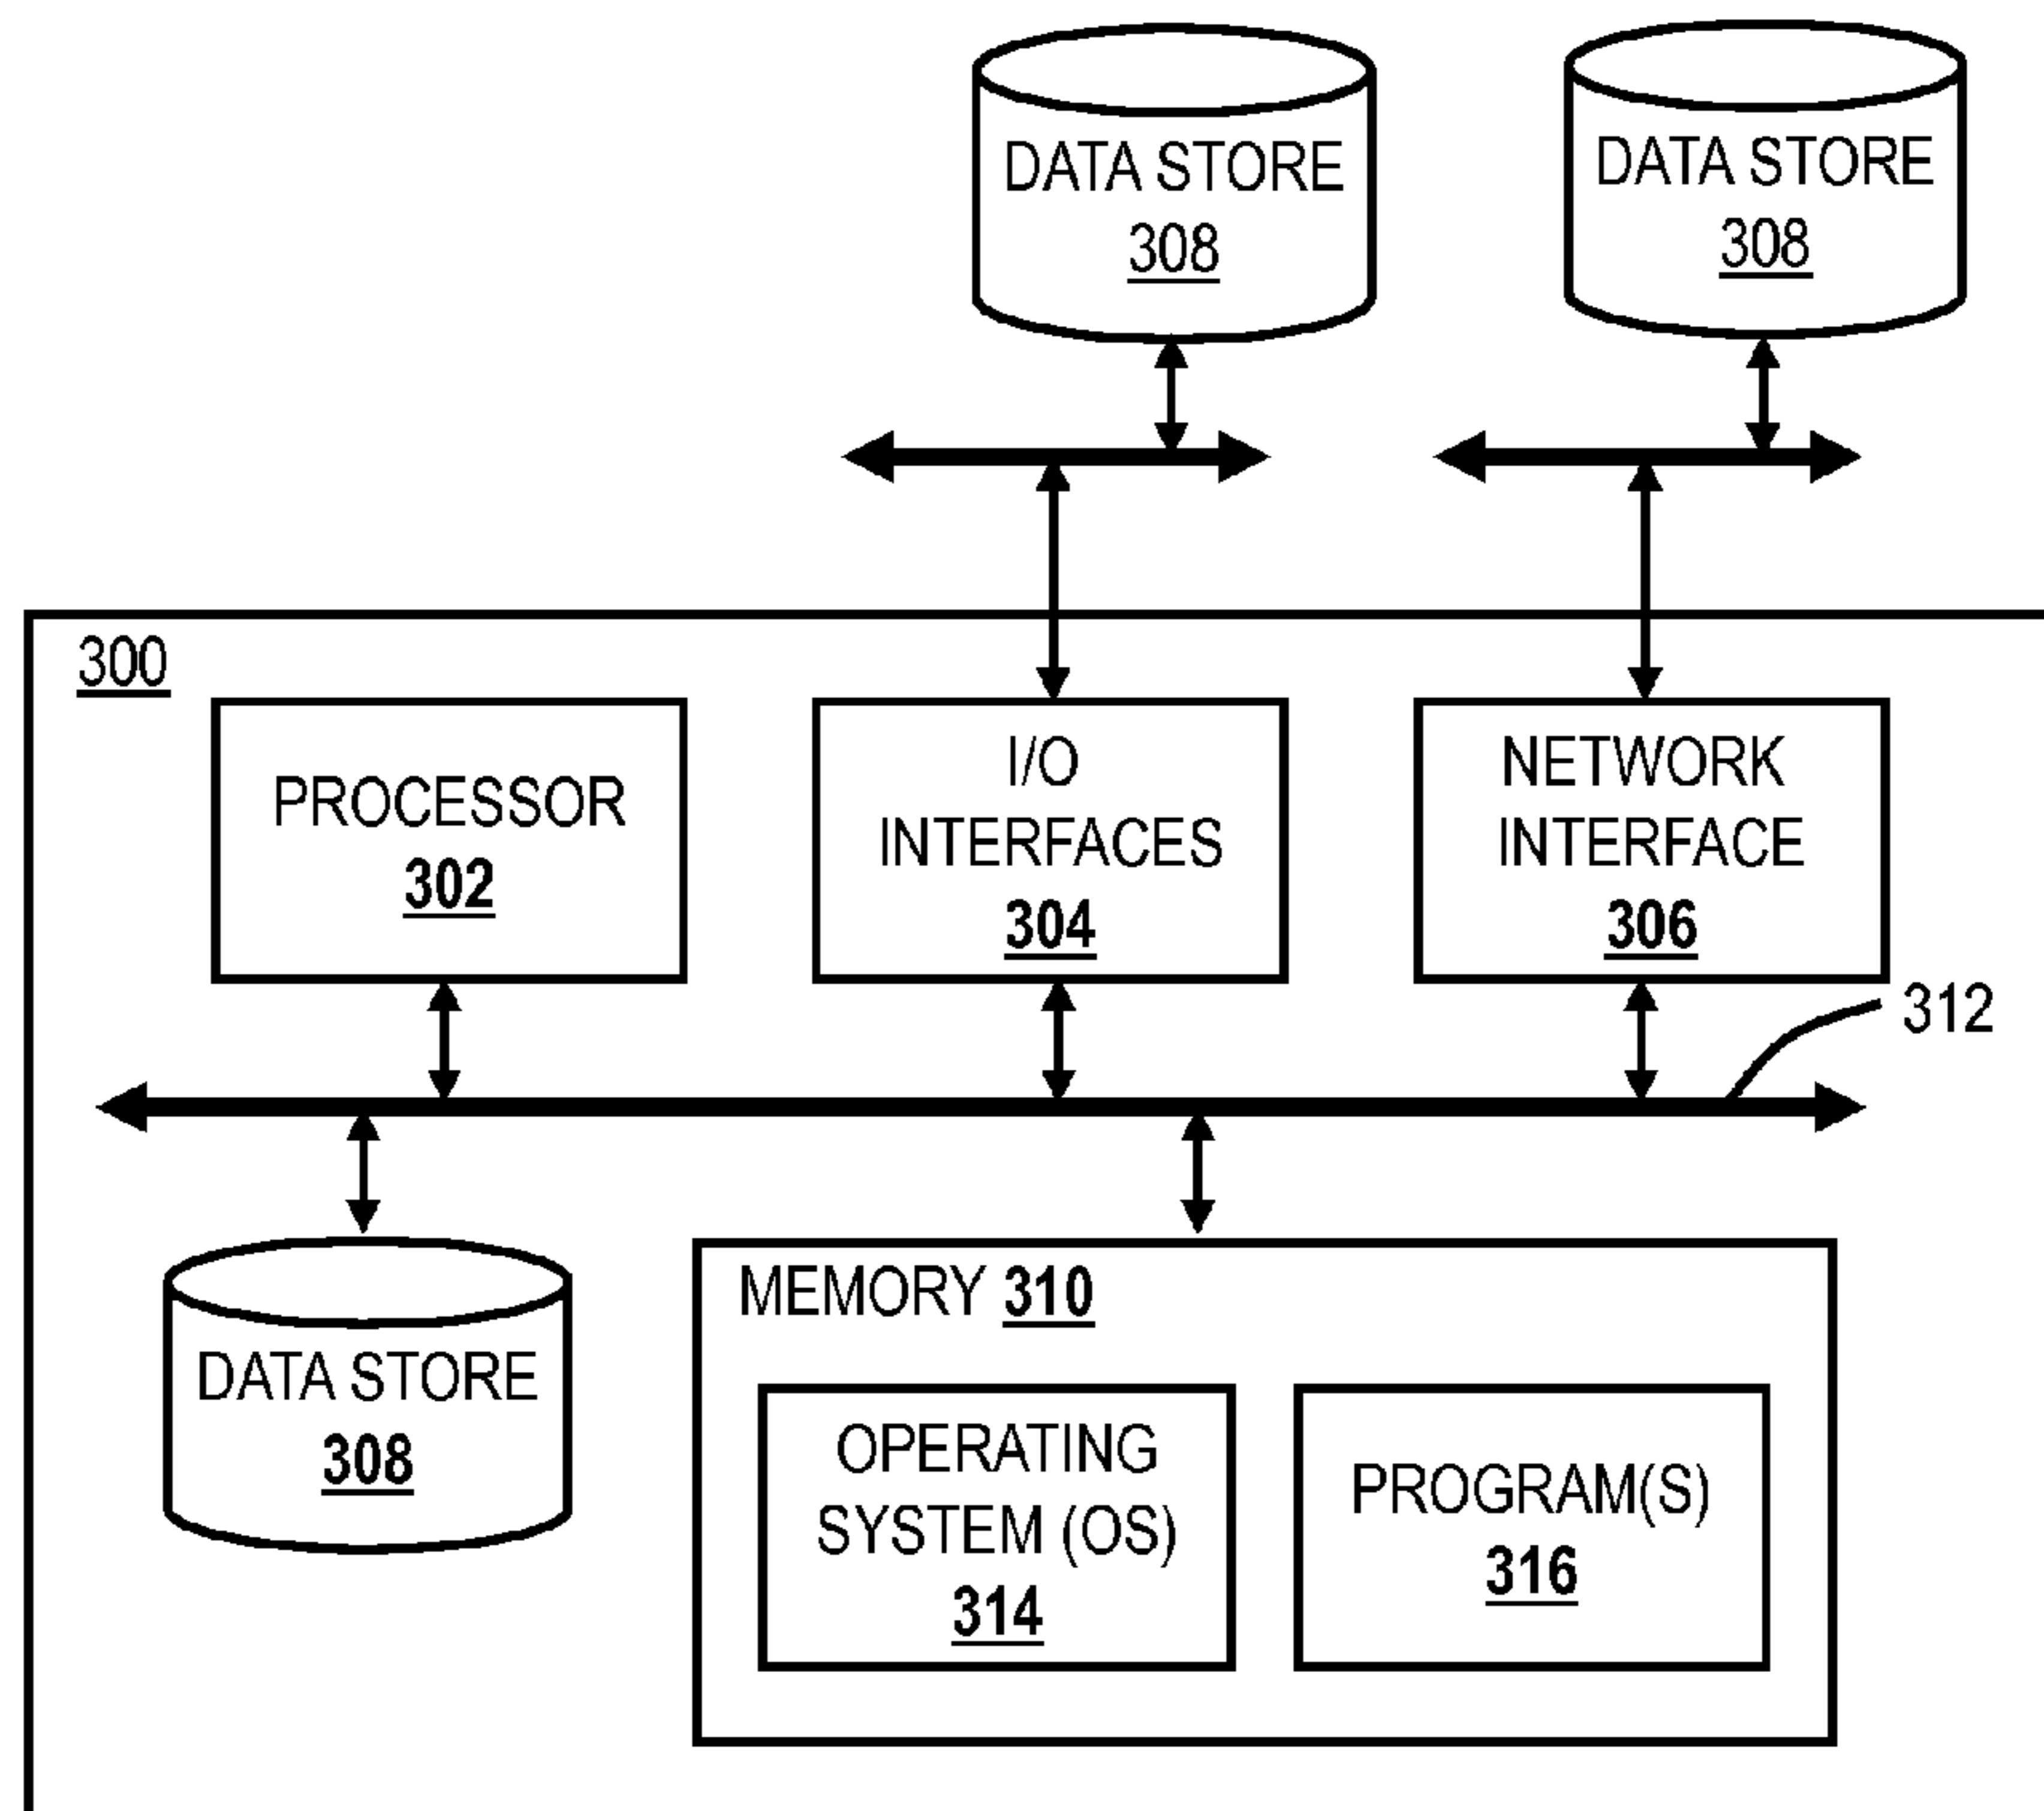 DATA STORE
308
DATA STORE
308
300
PROCESSOR
302
I/O
INTERFACES
304
NETWORK
INTERFACE
306
312
DATA STORE
308
MEMORY 310
OPERATING
SYSTEM (OS)
314
PROGRAM(S)
316